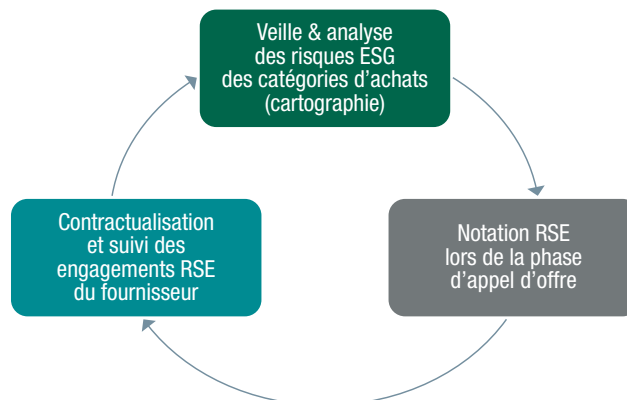 Veille & analyse
des risques ESG
des catégories d'achats
(cartographie)
Contractualisation
et suivi des
engagements RSE
du fournisseur
Notation RSE
lors de la phase
d'appel d'offre